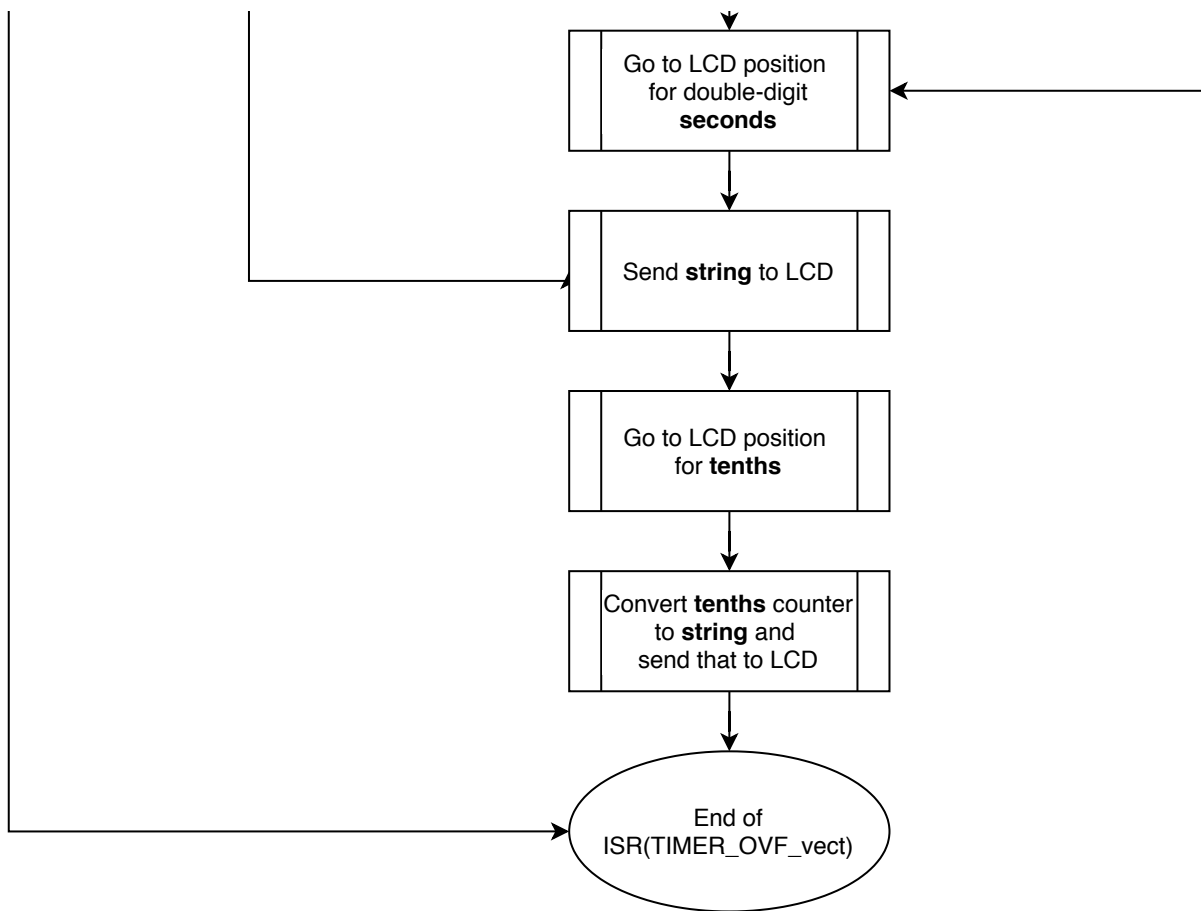 Go to LCD position
for double-digit
seconds
Send string to LCD
Go to LCD position
for tenths
Convert tenths counter
to string and
send that to LCD
End of
ISR(TIMER_OVF_vect)